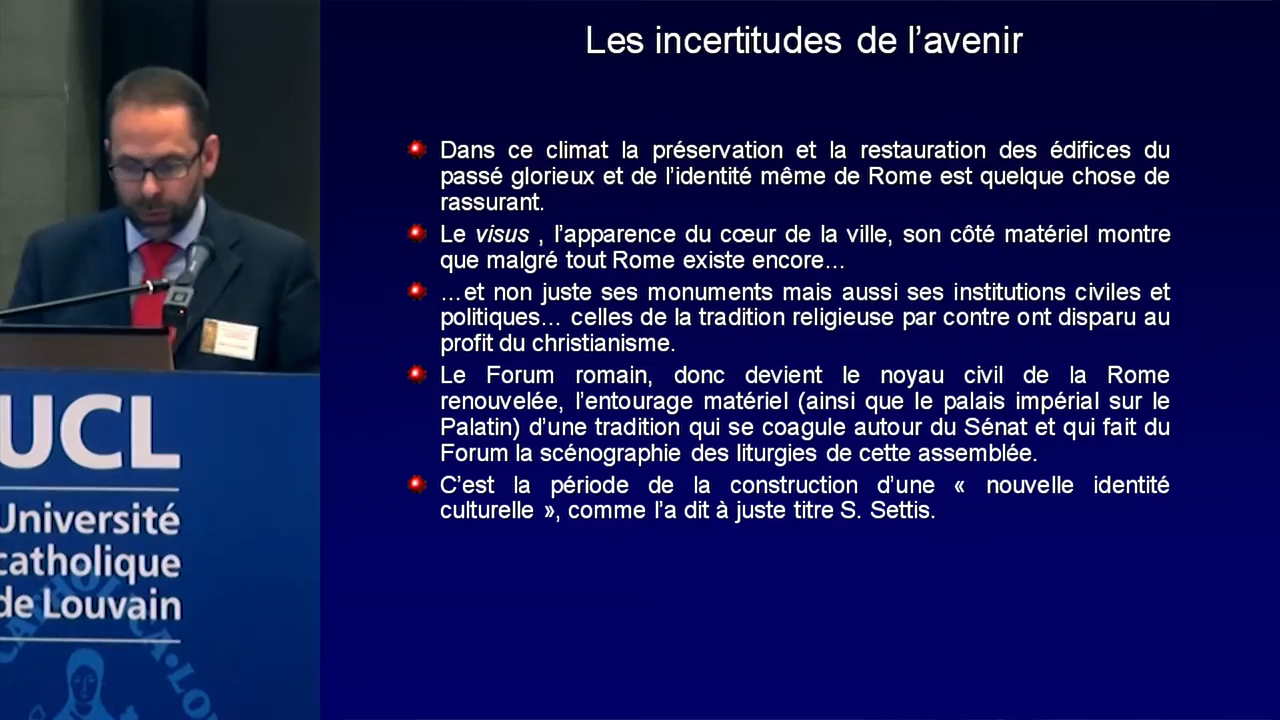 Les incertitudes de l’avenir
Dans ce climat la préservation et la restauration des édifices du
passé glorieux et de l’identité même de Rome est quelque chose de
rassurant.
Le visus , l’apparence du cœur de la ville, son côté matériel montre
que malgré tout Rome existe encore…
…et non juste ses monuments mais aussi ses institutions civiles et
politiques… celles de la tradition religieuse par contre ont disparu au
profit du christianisme.
Le Forum romain, donc devient le noyau civil de la Rome
renouvelée, l’entourage matériel (ainsi que le palais impérial sur le
Palatin) d’une tradition qui se coagule autour du Sénat et qui fait du
Forum la scénographie des liturgies de cette assemblée.
C’est la période de la construction d’une « nouvelle identité
culturelle », comme l’a dit à juste titre S. Settis.
UCL
Université
catholique
de Louvain